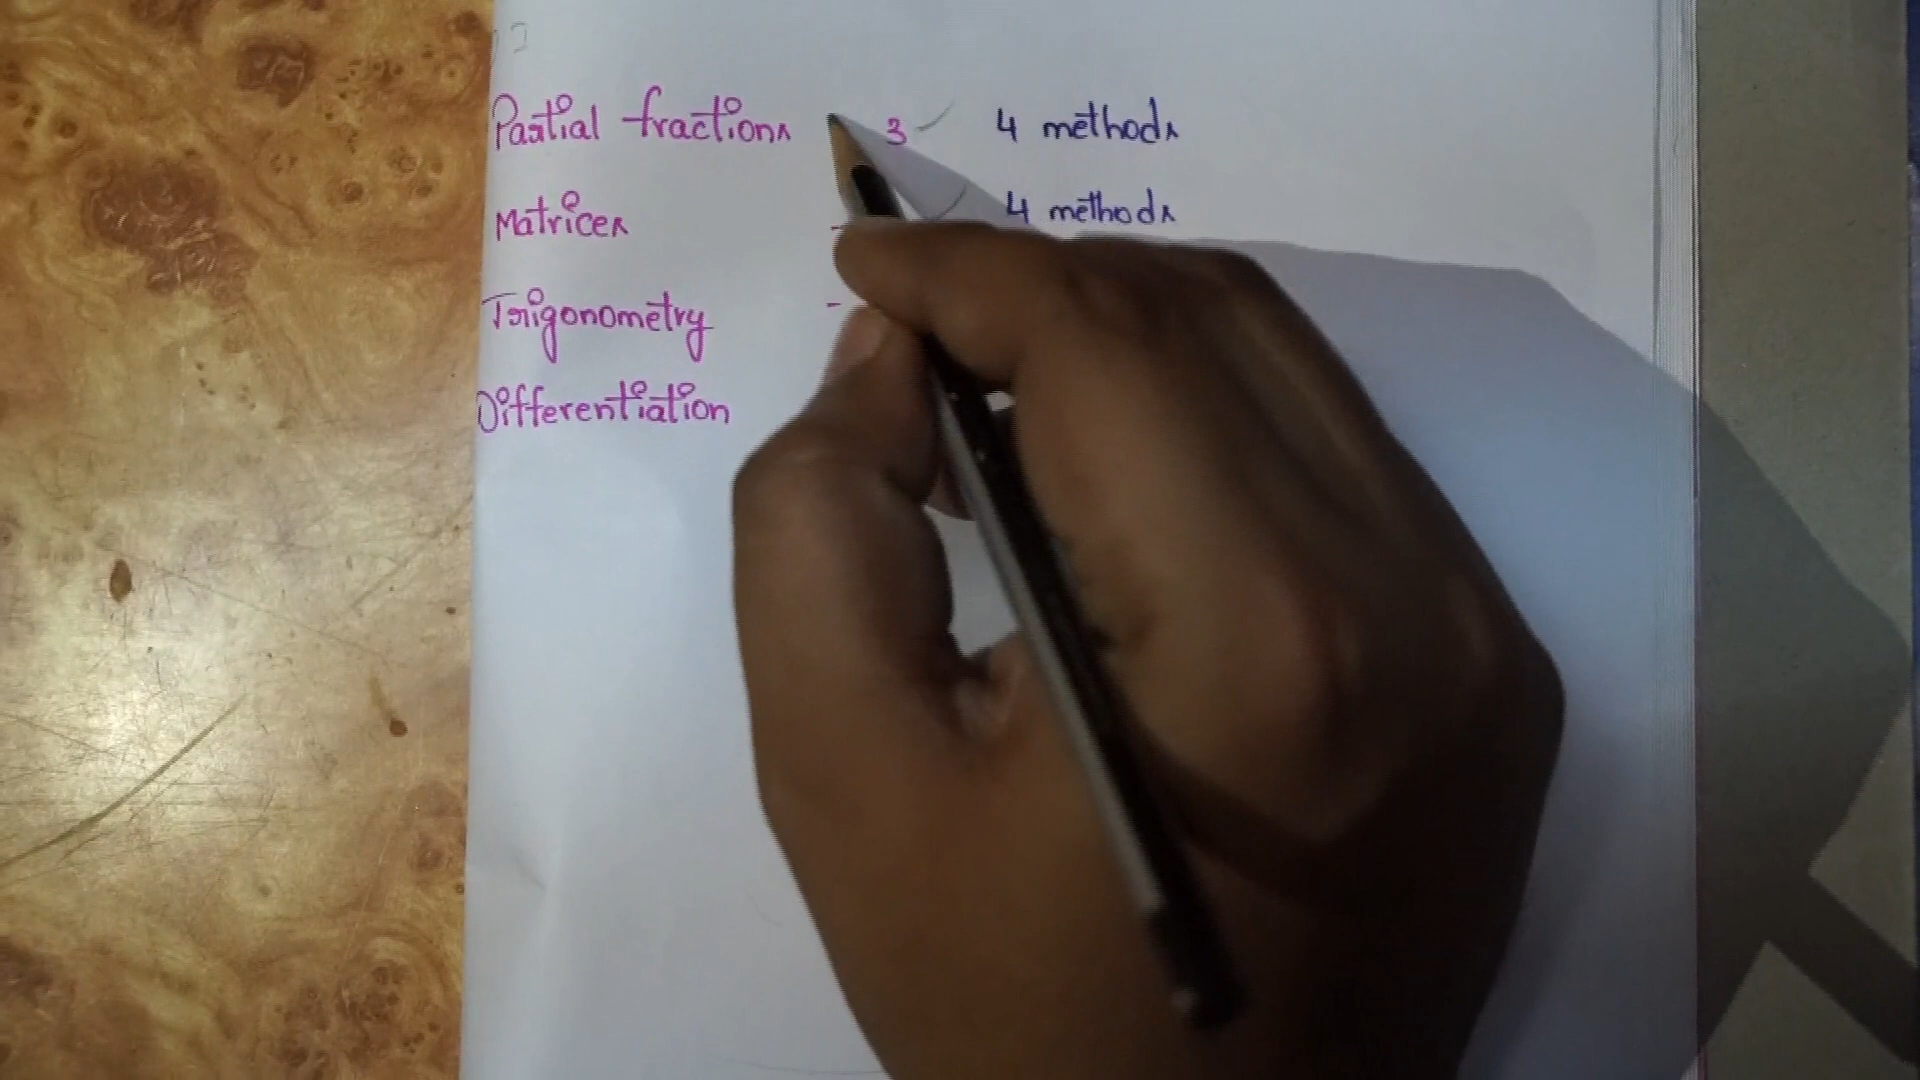 Partial fractions 3 ✓ 4 methods
Matrices - 4 methods
Trigonometry -
Differentiation